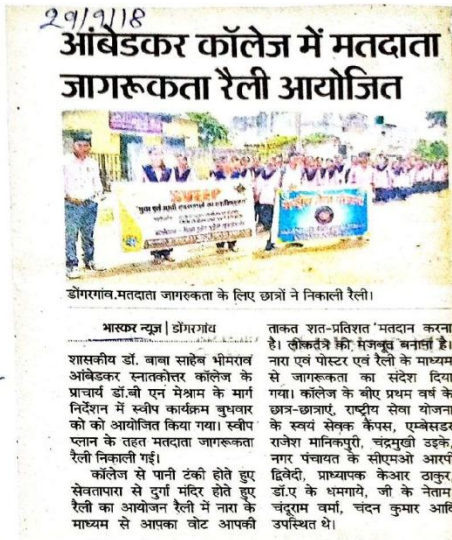 29/9/18
आंबेडकर कॉलेज में मतदाता
जागरूकता रैली आयोजित
SWEEP
डोंगरगांव.मतदाता जागरुकता के लिए छात्रों ने निकाली रैली।
भास्कर न्यूज | डोंगरगांव
शासकीय डॉ. बाबा साहेब भीमराव
आंबेडकर स्नातकोत्तर कॉलेज के
प्राचार्य डॉ.बी एन मेश्राम के मार्ग
निर्देशन में स्वीप कार्यक्रम बुधवार
को को आयोजित किया गया। स्वीप
प्लान के तहत मतदाता जागरूकता
रैली निकाली गई।
कॉलेज से पानी टंकी होते हुए
सेवतापारा से दुर्गा मंदिर होते हुए
रैली का आयोजन रैली में नारा के
माध्यम से आपका वोट आपकी
ताकत शत-प्रतिशत मतदान करना
है। लोकतंत्र को मजबूत बनाना है।
नारा एवं पोस्टर एवं रैली के माध्यम
से जागरूकता का संदेश दिया
गया। कॉलेज के बीए प्रथम वर्ष के
छात्र-छात्राएं, राष्ट्रीय सेवा योजना
के स्वयं सेवक कैंपस, एम्बेसडर
राजेश मानिकपुरी, चंद्रमुखी उइके,
नगर पंचायत के सीएमओ आरपी
द्विवेदी, प्राध्यापक केआर ठाकुर,
डॉ.ए के धमगाये, जी के नेताम,
चंदूराम वर्मा, चंदन कुमार आदि
उपस्थित थे।